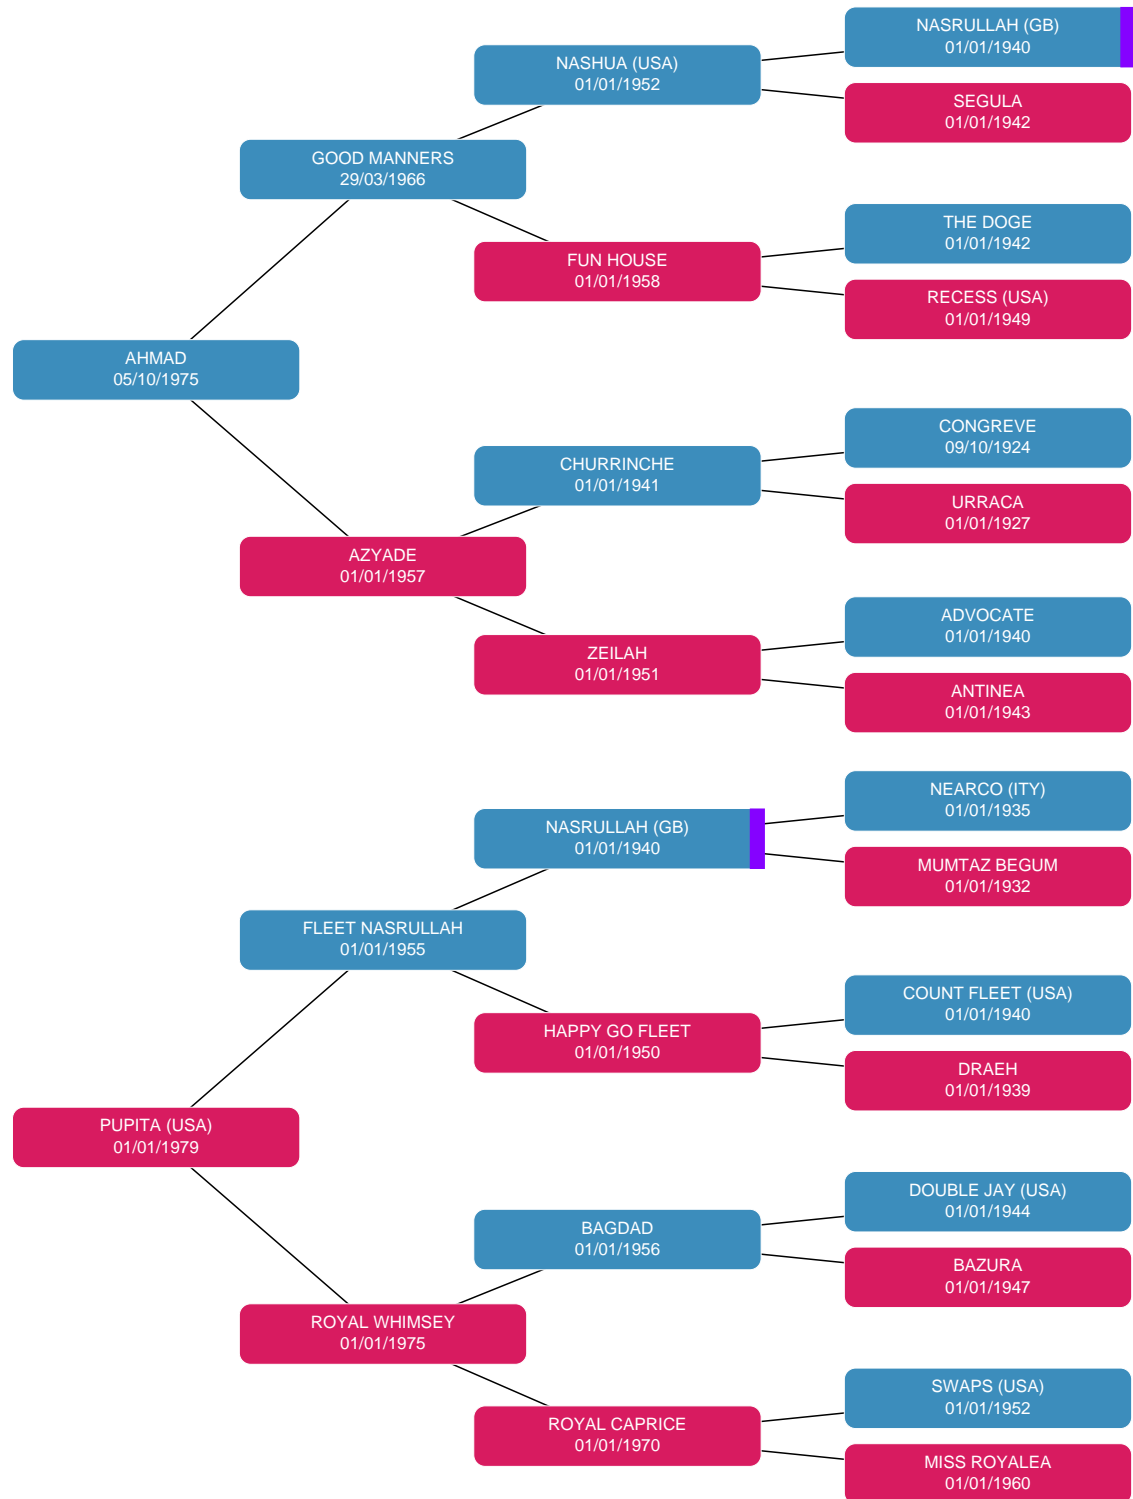 NASRULLAH (GB)
01/01/1940
NASHUA (USA)
01/01/1952
SEGULA
01/01/1942
GOOD MANNERS
29/03/1966
THE DOGE
01/01/1942
FUN HOUSE
01/01/1958
RECESS (USA)
01/01/1949
AHMAD
05/10/1975
CONGREVE
09/10/1924
CHURRINCHE
01/01/1941
URRACA
01/01/1927
AZYADE
01/01/1957
ADVOCATE
01/01/1940
ZEILAH
01/01/1951
ANTINEA
01/01/1943
NEARCO (ITY)
01/01/1935
NASRULLAH (GB)
01/01/1940
MUMTAZ BEGUM
01/01/1932
FLEET NASRULLAH
01/01/1955
COUNT FLEET (USA)
01/01/1940
HAPPY GO FLEET
01/01/1950
DRAEH
01/01/1939
PUPITA (USA)
01/01/1979
DOUBLE JAY (USA)
01/01/1944
BAGDAD
01/01/1956
BAZURA
01/01/1947
ROYAL WHIMSEY
01/01/1975
SWAPS (USA)
01/01/1952
ROYAL CAPRICE
01/01/1970
MISS ROYALEA
01/01/1960